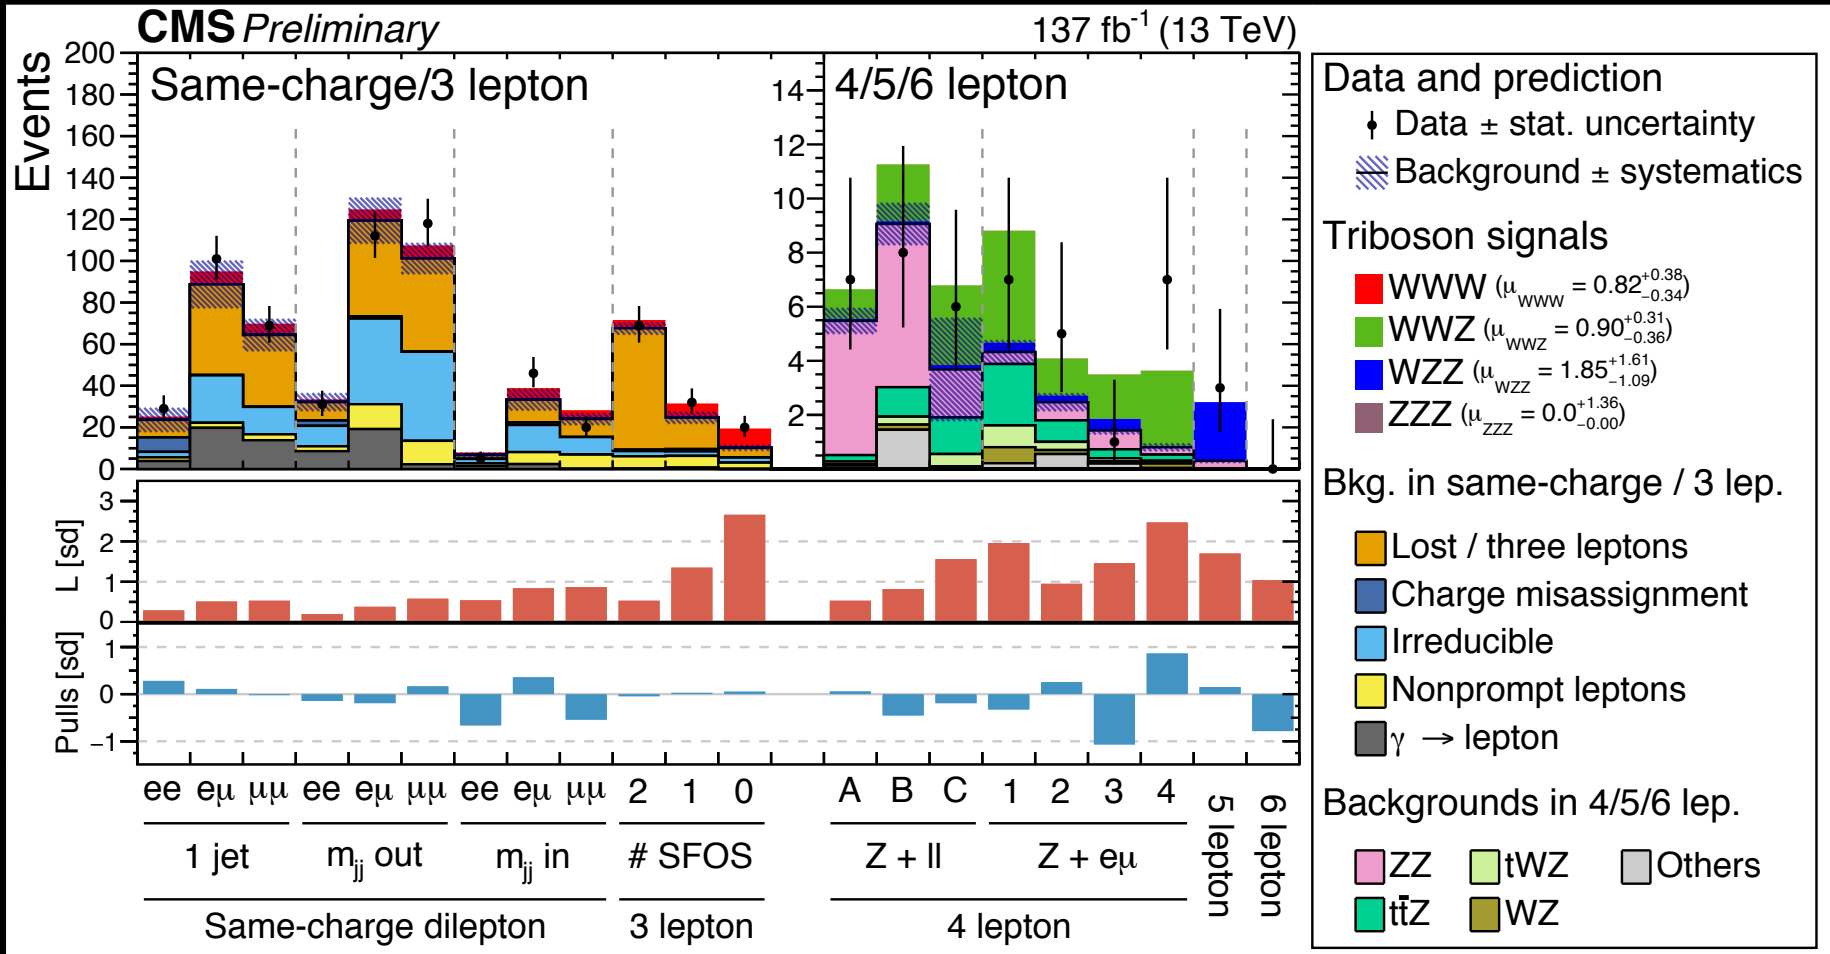 CMS Preliminary
137 fb⁻¹ (13 TeV)
Events
200
180
160
140
120
100
80
60
40
20
0
Same-charge/3 lepton
14
12
10
8
6
4
2
4/5/6 lepton
L [sd]
3
2
1
0
Pulls [sd]
1
0
−1
ee eμ μμ ee eμ μμ ee eμ μμ 2 1 0 A B C 1 2 3 4 5 lepton 6 lepton
1 jet m_jj out m_jj in # SFOS Z + ll Z + eμ
Same-charge dilepton 3 lepton 4 lepton
Data and prediction
Data ± stat. uncertainty
Background ± systematics
Triboson signals
WWW (μ_WWW = 0.82 +0.38 −0.34)
WWZ (μ_WWZ = 0.90 +0.31 −0.36)
WZZ (μ_WZZ = 1.85 +1.61 −1.09)
ZZZ (μ_ZZZ = 0.0 +1.36 −0.00)
Bkg. in same-charge / 3 lep.
Lost / three leptons
Charge misassignment
Irreducible
Nonprompt leptons
γ → lepton
Backgrounds in 4/5/6 lep.
ZZ tWZ Others
tt̄Z WZ